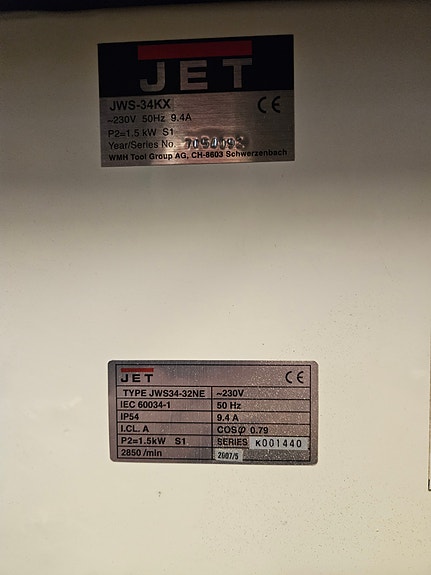 JET
JWS-34KX
CE
~230V 50Hz 9.4A
P2=1.5 kW S1
Year/Series No.
WMH Tool Group AG, CH-8603 Schwerzenbach
JET
CE
TYPE JWS34-32NE ~230V
IEC 60034-1 50 Hz
IP54 9.4 A
I.CL. A COSφ 0.79
P2=1.5kW S1 SERIES K001440
2850 /min 2007/5